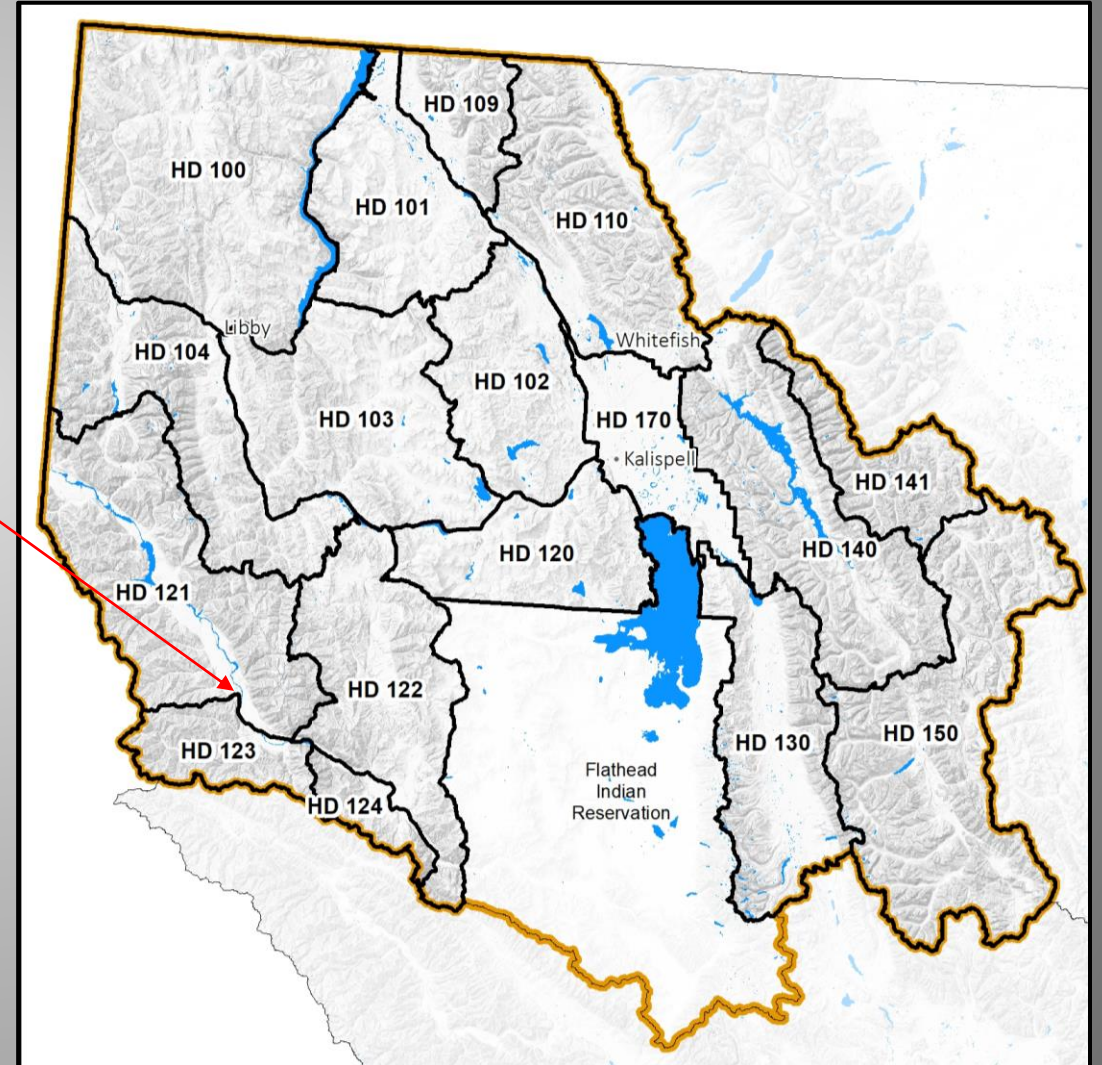 HD 109
HD 100
HD 101
HD 110
Libby
Whitefish
HD 104
HD 102
HD 103
HD 170
Kalispell
HD 141
HD 120
HD 140
HD 121
HD 122
HD 123
HD 130
HD 150
Flathead
Indian
Reservation
HD 124